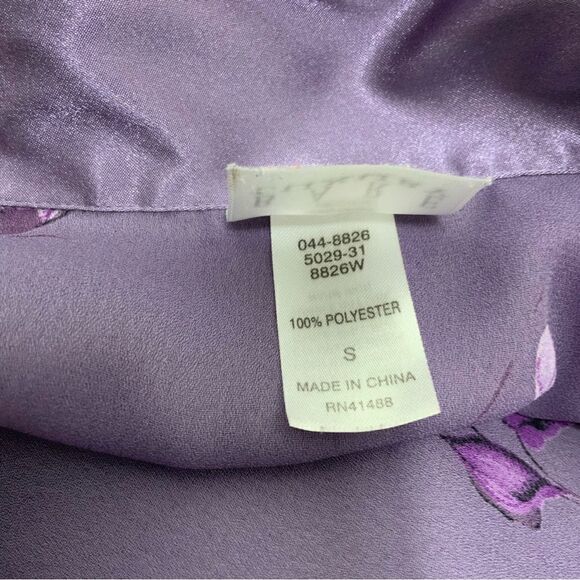 044-8826
5029-31
8826W
100% POLYESTER
S
MADE IN CHINA
RN41488